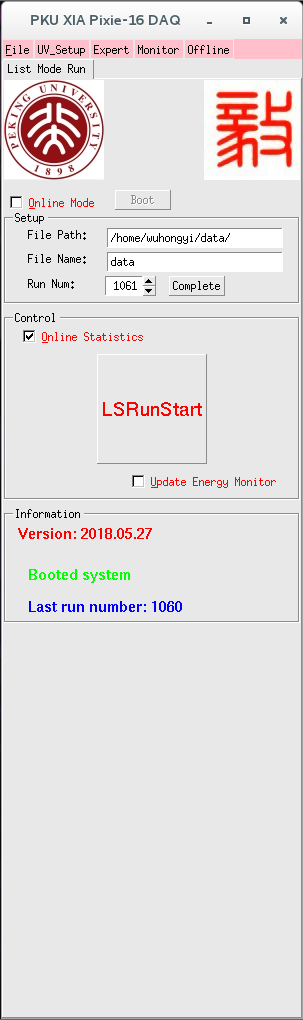 PKU XIA Pixie-16 DAQ
File UV_Setup Expert Monitor Offline
List Mode Run
PEKING UNIVERSITY
1898
毅
Online Mode Boot
Setup
File Path: /home/wuhongyi/data/
File Name: data
Run Num: 1061 Complete
Control
Online Statistics
LSRunStart
Update Energy Monitor
Information
Version: 2018.05.27
Booted system
Last run number: 1060